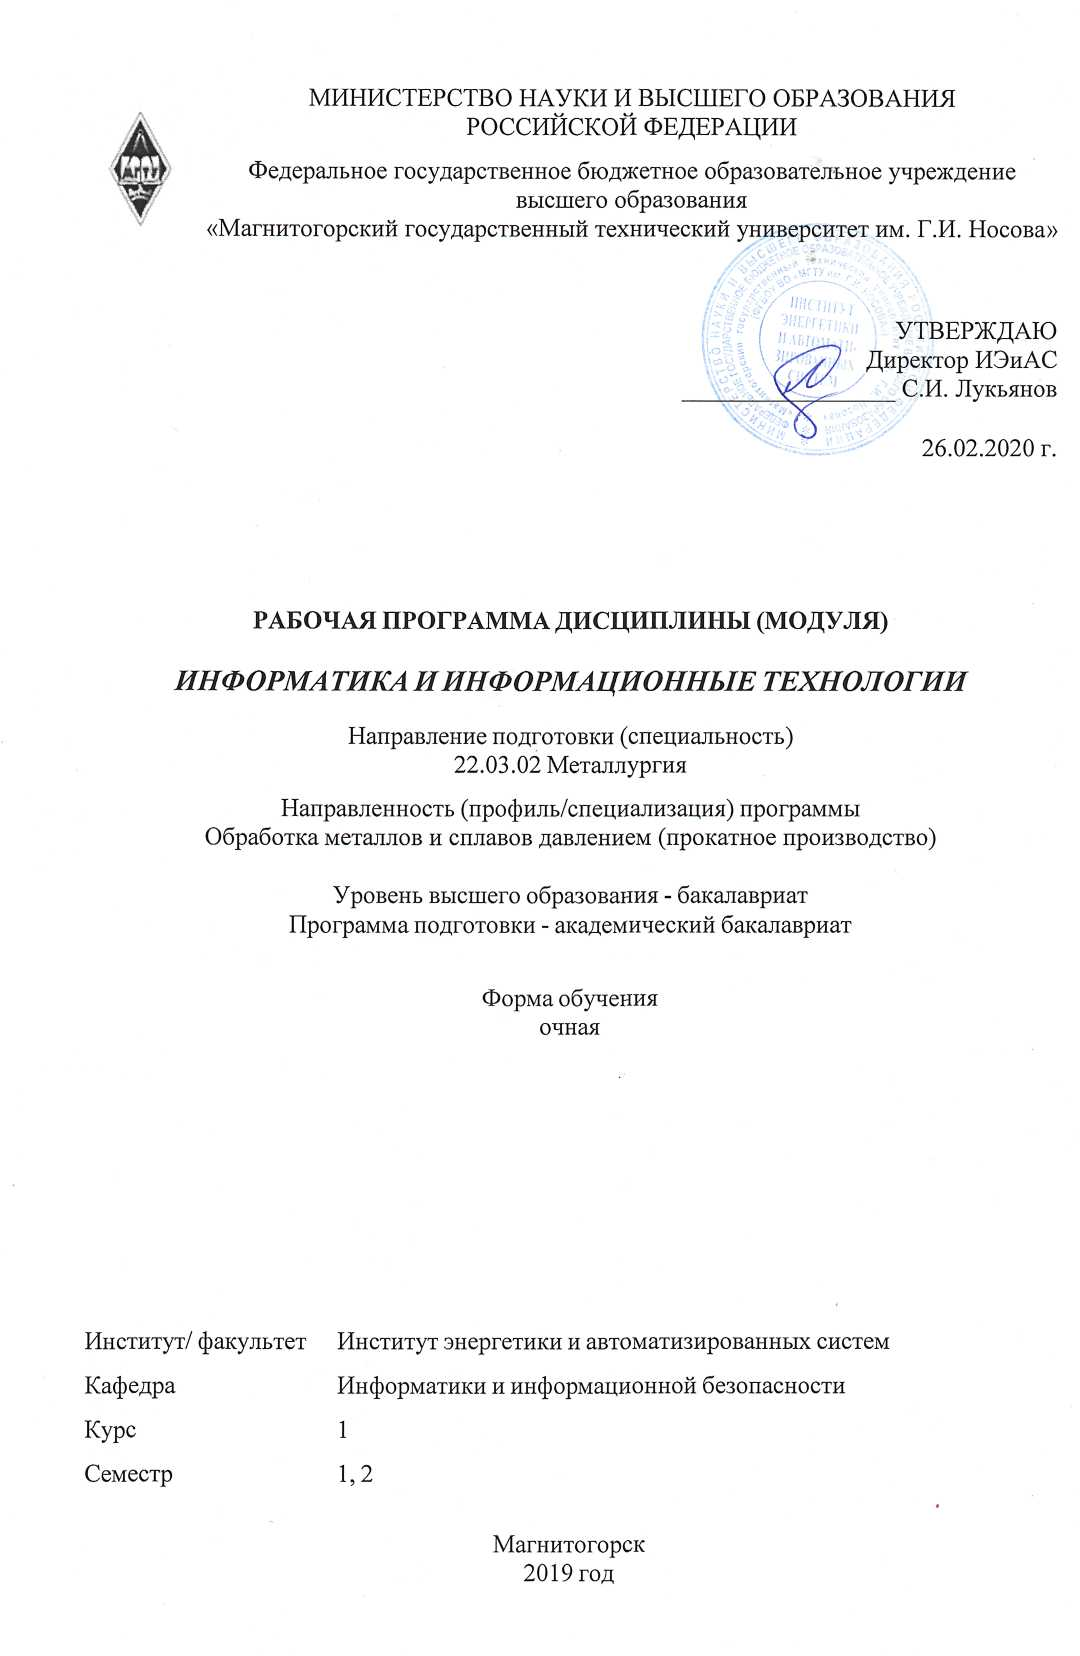 МИНИСТЕРСТВО НАУКИ И ВЫСШЕГО ОБРАЗОВАНИЯ
РОССИЙСКОЙ ФЕДЕРАЦИИ
Федеральное государственное бюджетное образовательное учреждение
высшего образования
«Магнитогорский государственный технический университет им. Г.И. Носова»
ИНСТИТУТ
ЭНЕРГЕТИКИ
УТВЕРЖДАЮ
Директор ИЭиАС
С.И. Лукьянов
26.02.2020 г.
РАБОЧАЯ ПРОГРАММА ДИСЦИПЛИНЫ (МОДУЛЯ)
ИНФОРМАТИКА И ИНФОРМАЦИОННЫЕ ТЕХНОЛОГИИ
Направление подготовки (специальность)
22.03.02 Металлургия
Направленность (профиль/специализация) программы
Обработка металлов и сплавов давлением (прокатное производство)
Уровень высшего образования - бакалавриат
Программа подготовки - академический бакалавриат
Форма обучения
очная
Институт/ факультет Институт энергетики и автоматизированных систем
Кафедра Информатики и информационной безопасности
Курс 1
Семестр 1, 2
Магнитогорск
2019 год